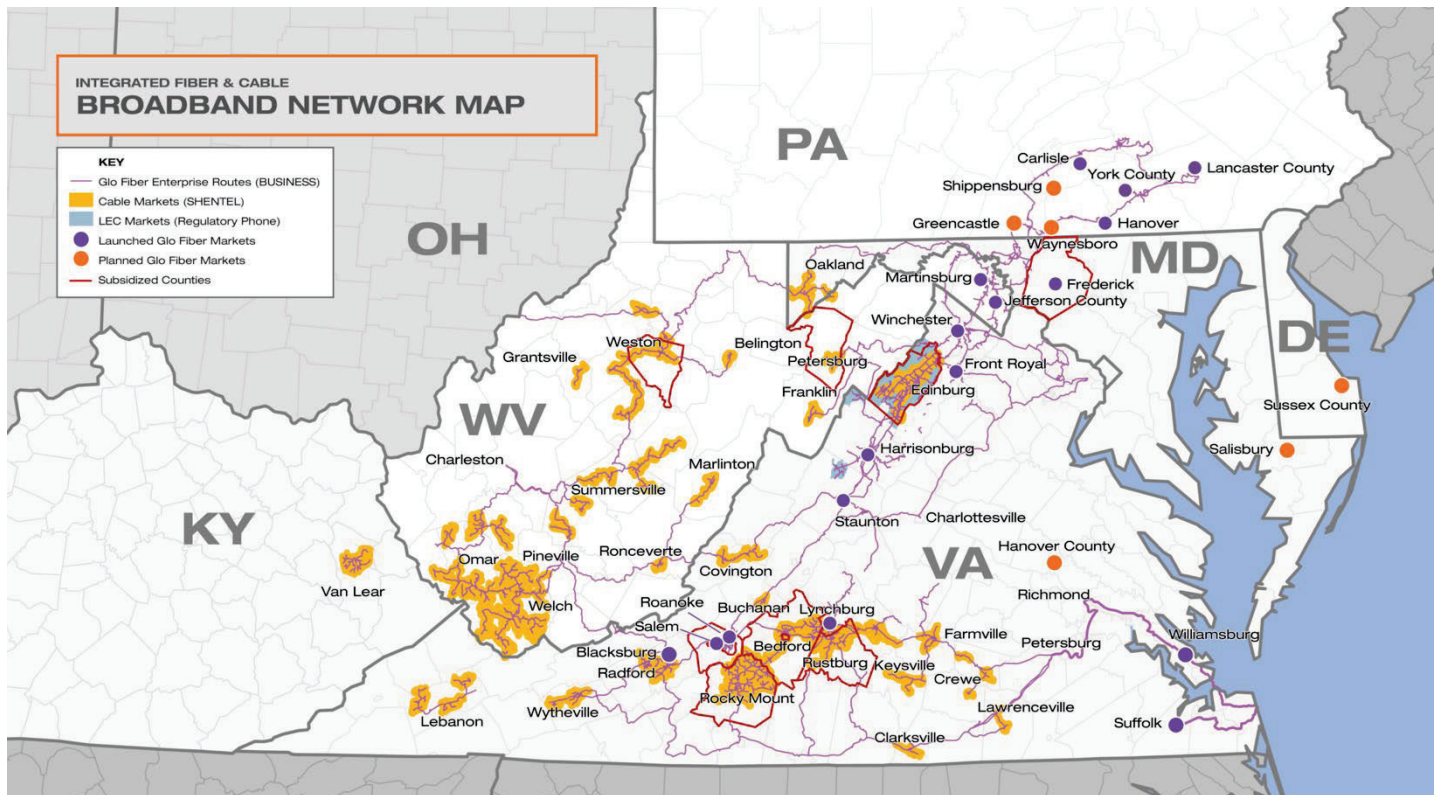 INTEGRATED FIBER & CABLE
BROADBAND NETWORK MAP
KEY
Glo Fiber Enterprise Routes (BUSINESS)
Cable Markets (SHENTEL)
LEC Markets (Regulatory Phone)
Launched Glo Fiber Markets
Planned Glo Fiber Markets
Subsidized Counties
PA
OH
MD
DE
WV
KY
VA
Carlisle
Lancaster County
York County
Shippensburg
Greencastle
Hanover
Waynesboro
Oakland
Martinsburg
Frederick
Jefferson County
Winchester
Weston
Belington
Grantsville
Petersburg
Front Royal
Franklin
Edinburg
Sussex County
Salisbury
Harrisonburg
Charleston
Marlinton
Summersville
Staunton
Charlottesville
Hanover County
Omar
Pineville
Ronceverte
Covington
Van Lear
Welch
Richmond
Roanoke
Buchanan
Lynchburg
Salem
Farmville
Petersburg
Williamsburg
Blacksburg
Bedford
Radford
Rustburg
Keysville
Crewe
Rocky Mount
Lebanon
Wytheville
Lawrenceville
Suffolk
Clarksville